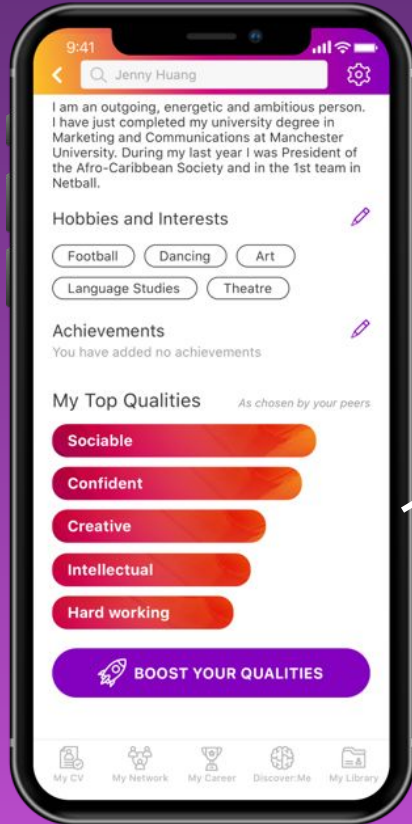 9:41
Jenny Huang
I am an outgoing, energetic and ambitious person.
I have just completed my university degree in
Marketing and Communications at Manchester
University. During my last year I was President of
the Afro-Caribbean Society and in the 1st team in
Netball.
Hobbies and Interests
Football Dancing Art
Language Studies Theatre
Achievements
You have added no achievements
My Top Qualities As chosen by your peers
Sociable
Confident
Creative
Intellectual
Hard working
BOOST YOUR QUALITIES
My CV My Network My Career Discover:Me My Library